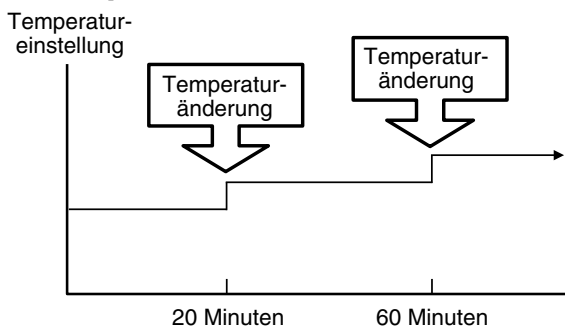 Temperatur-
einstellung
Temperatur-
änderung
Temperatur-
änderung
20 Minuten
60 Minuten